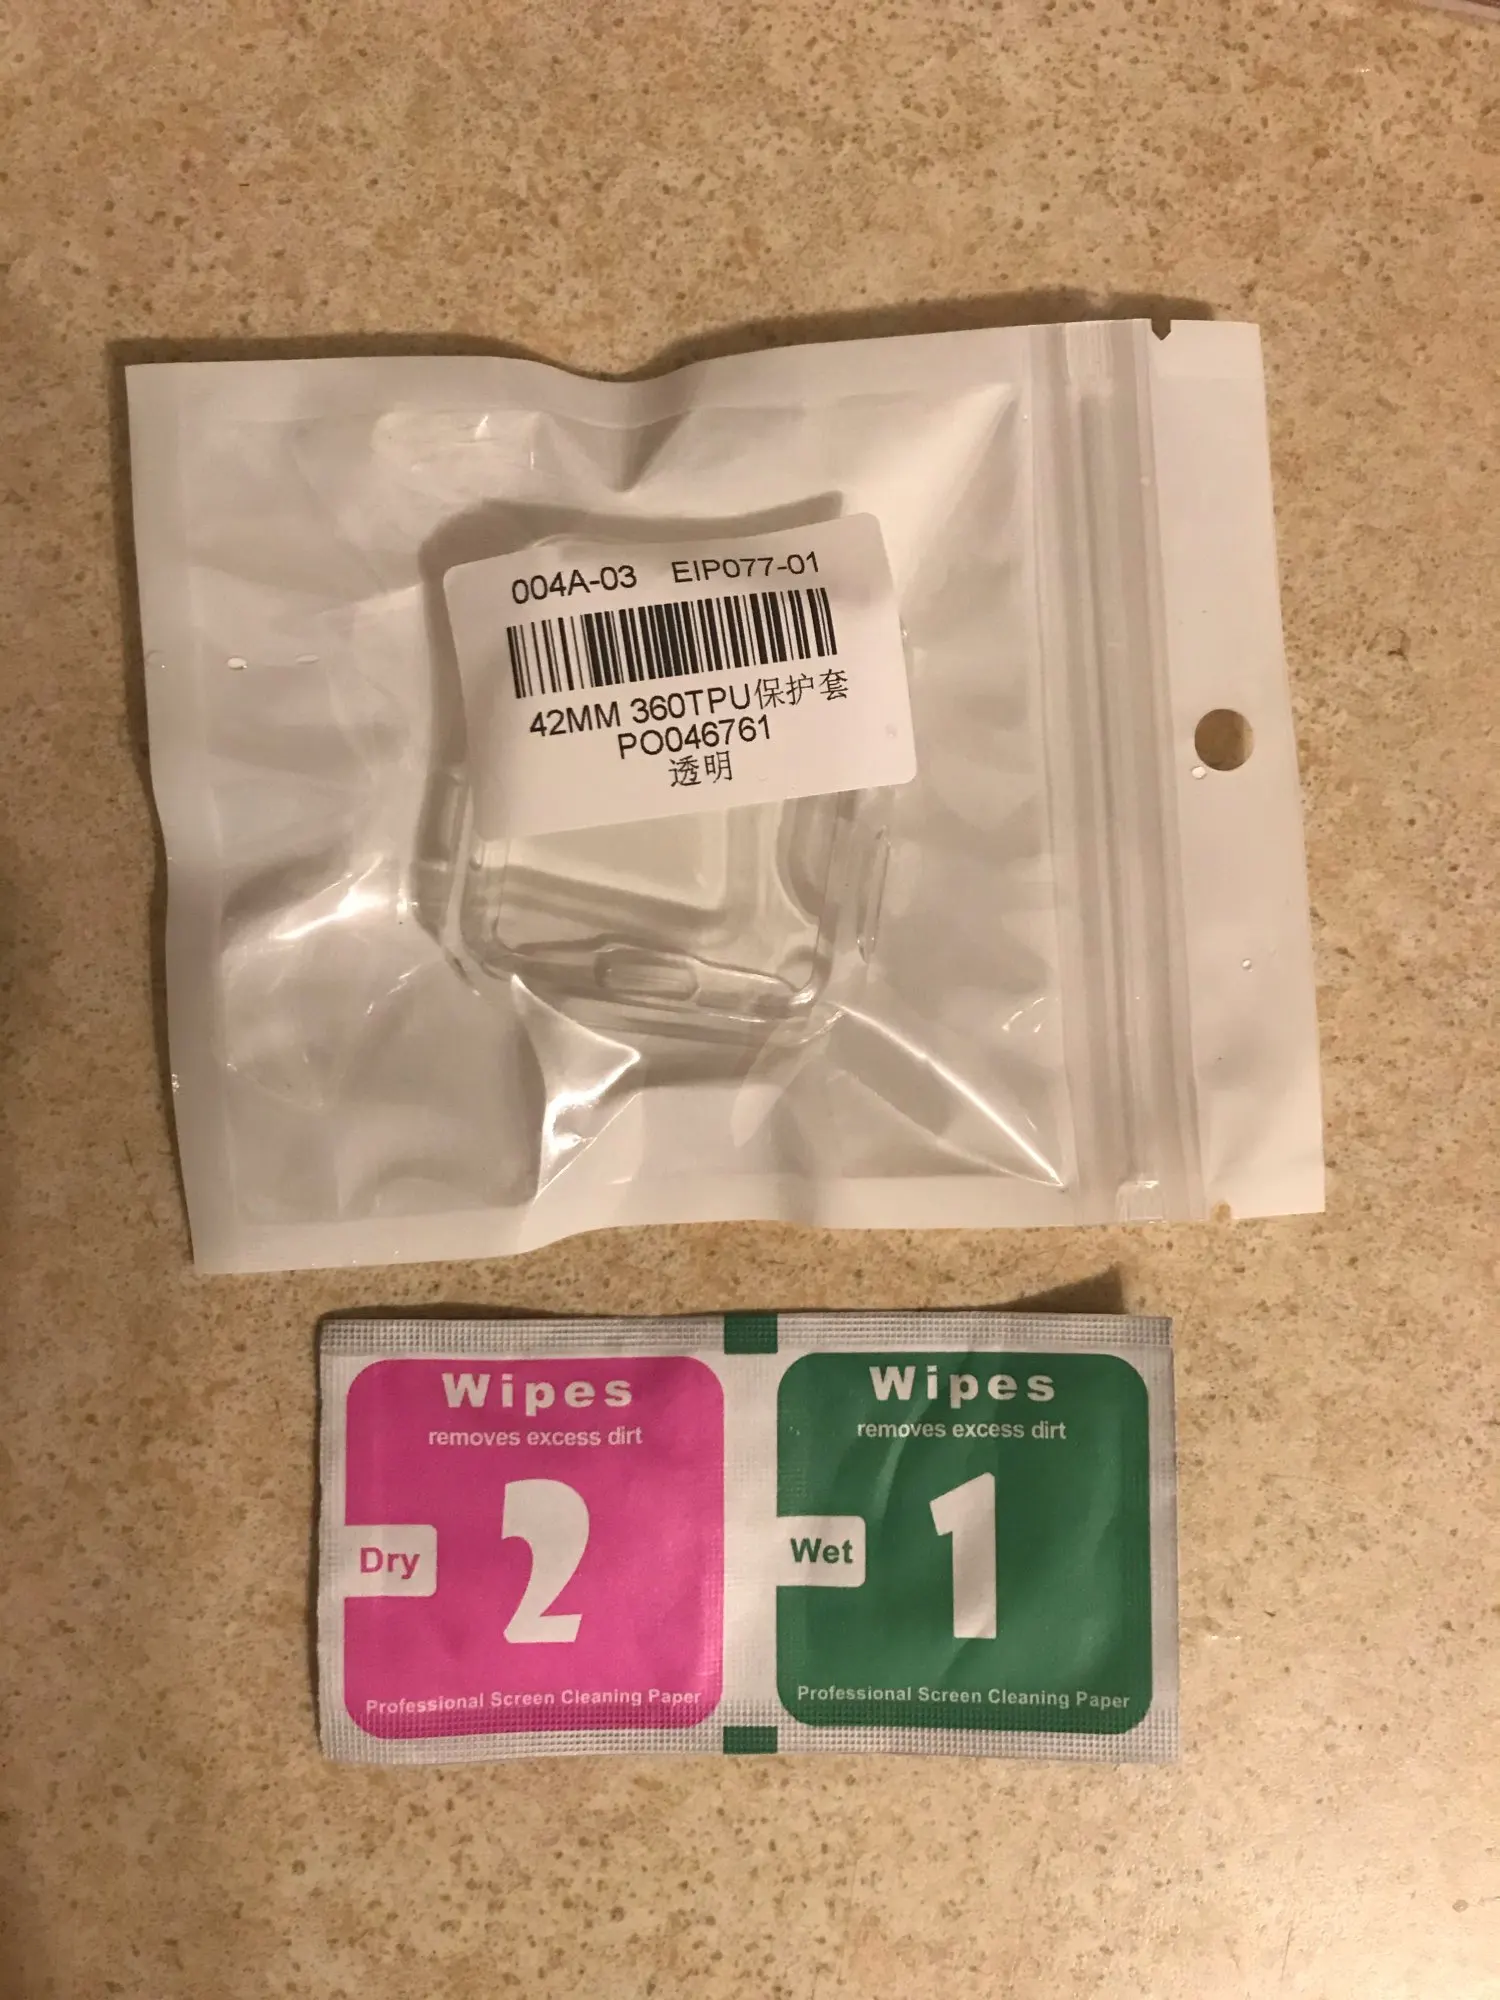 004A-03 EIP077-01
42MM 360TPU保护套
PO046761
透明
Wipes
removes excess dirt
2
Dry
Professional Screen Cleaning Paper
Wipes
removes excess dirt
1
Wet
Professional Screen Cleaning Paper